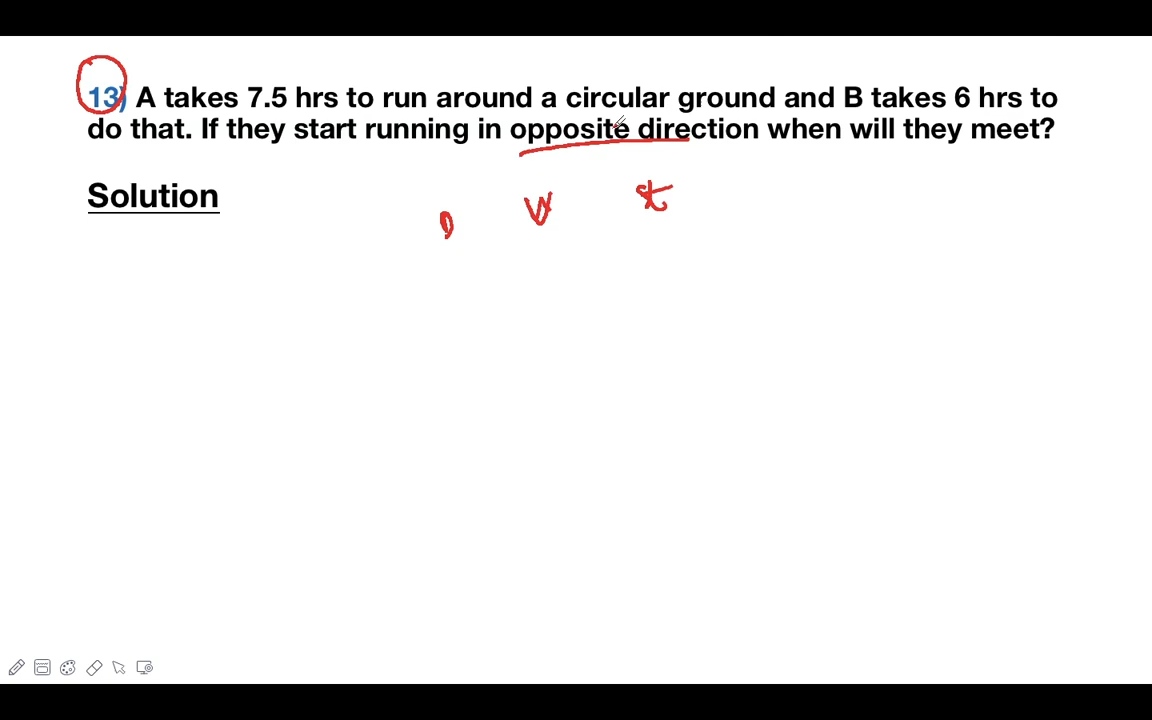 13) A takes 7.5 hrs to run around a circular ground and B takes 6 hrs to
do that. If they start running in opposite direction when will they meet?
Solution
t